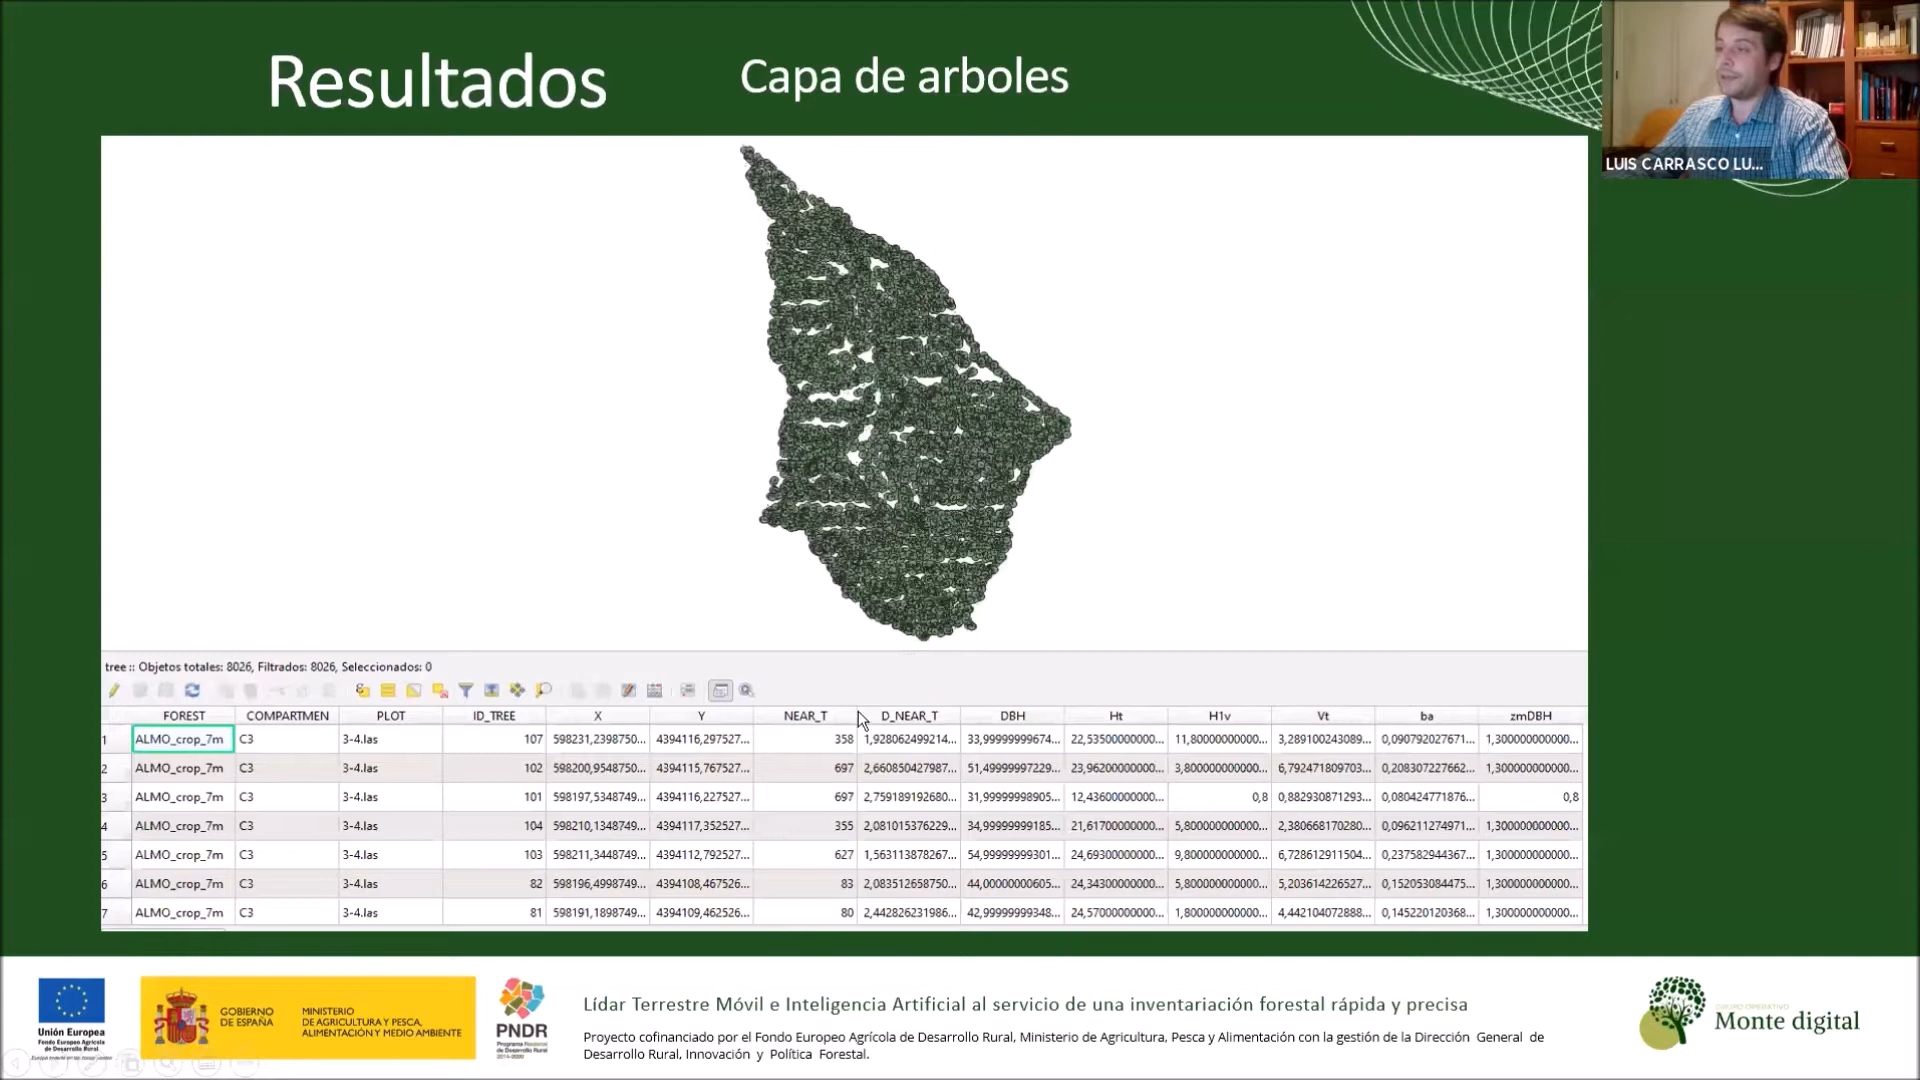 Resultados
Capa de arboles
LUIS CARRASCO LU...
tree :: Objetos totales: 8026, Filtrados: 8026, Seleccionados: 0
FOREST COMPARTMEN PLOT ID_TREE X Y NEAR_T D_NEAR_T DBH Ht H1v Vt ba zmDBH
1 ALMO_crop_7m C3 3-4.las 107 598231,2398750... 4394116,297527... 358 1,928062499214... 33,99999999674... 22,53500000000... 11,80000000000... 3,289100243089... 0,090792027671... 1,300000000000...
2 ALMO_crop_7m C3 3-4.las 102 598200,9548750... 4394115,767527... 697 2,660850427987... 51,49999997229... 23,96200000000... 3,800000000000... 6,792471809703... 0,208307227662... 1,300000000000...
3 ALMO_crop_7m C3 3-4.las 101 598197,5348749... 4394116,227527... 697 2,759189192680... 31,99999998905... 12,43600000000... 0,8 0,882930871293... 0,080424771876... 0,8
4 ALMO_crop_7m C3 3-4.las 104 598210,1348749... 4394117,352527... 355 2,081015376229... 34,99999999185... 21,61700000000... 5,800000000000... 2,380668170280... 0,096211274971... 1,300000000000...
5 ALMO_crop_7m C3 3-4.las 103 598211,3448749... 4394112,792527... 627 1,563113878267... 54,99999999301... 24,69300000000... 9,800000000000... 6,728612911504... 0,237582944367... 1,300000000000...
6 ALMO_crop_7m C3 3-4.las 82 598196,4998749... 4394108,467526... 83 2,083512658750... 44,00000000605... 24,34300000000... 5,800000000000... 5,203614226527... 0,152053084475... 1,300000000000...
7 ALMO_crop_7m C3 3-4.las 81 598191,1898749... 4394109,462526... 80 2,442826231986... 42,99999999348... 24,57000000000... 1,800000000000... 4,442104072888... 0,145220120368... 1,300000000000...
Unión Europea
Fondo Europeo Agrícola
de Desarrollo Rural
GOBIERNO
DE ESPAÑA
MINISTERIO
DE AGRICULTURA Y PESCA,
ALIMENTACIÓN Y MEDIO AMBIENTE
PNDR
Lídar Terrestre Móvil e Inteligencia Artificial al servicio de una inventariación forestal rápida y precisa
Proyecto cofinanciado por el Fondo Europeo Agrícola de Desarrollo Rural, Ministerio de Agricultura, Pesca y Alimentación con la gestión de la Dirección General de
Desarrollo Rural, Innovación y Política Forestal.
GRUPO OPERATIVO
Monte digital